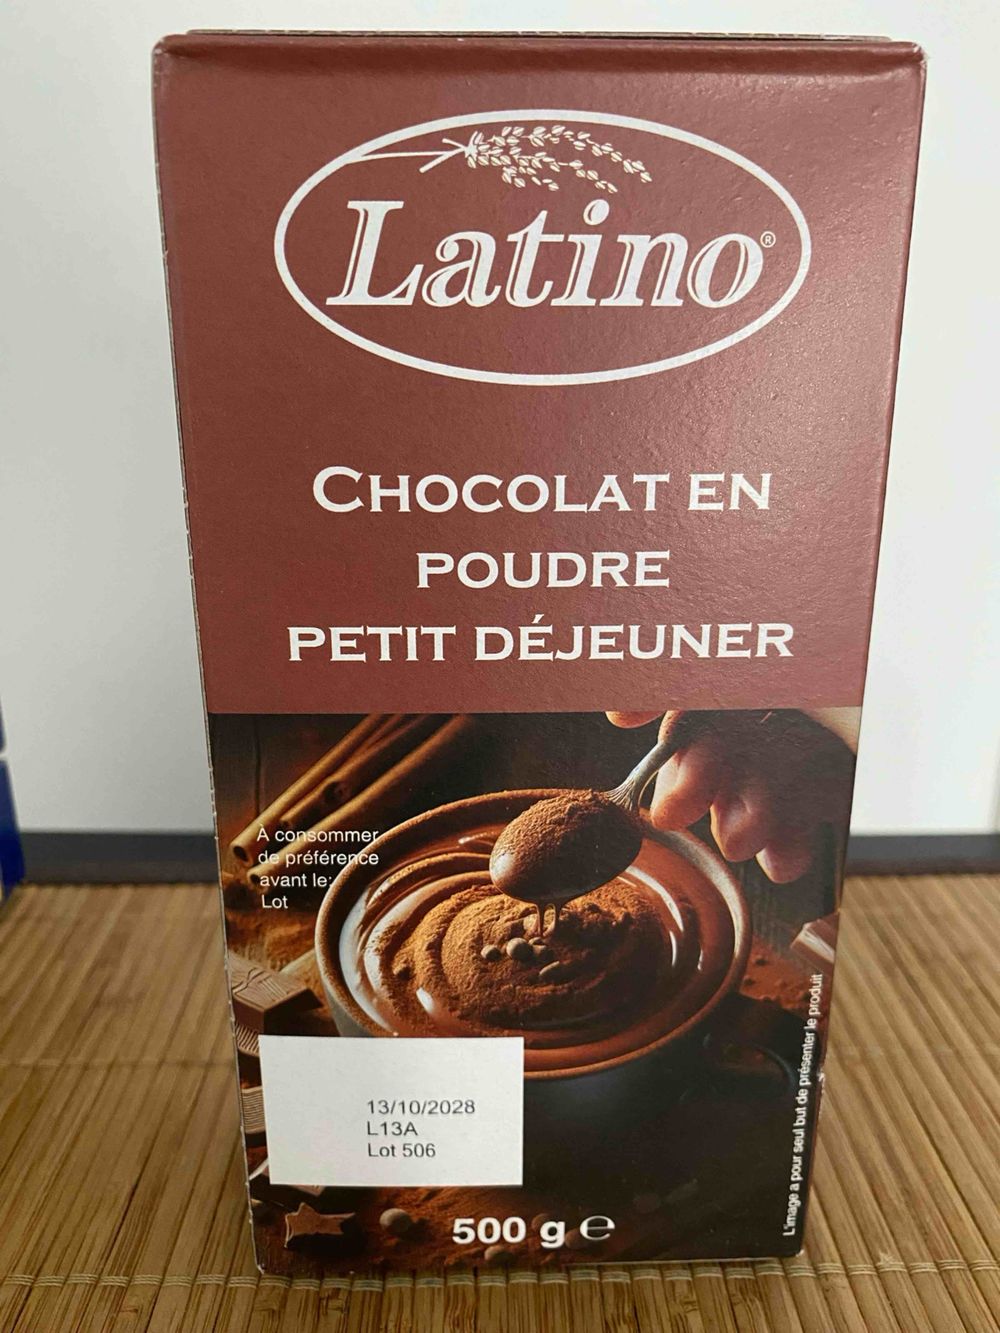 Latino®
CHOCOLAT EN
POUDRE
PETIT DÉJEUNER
À consommer
de préférence
avant le:
Lot
13/10/2028
L13A
Lot 506
500 g ℮
L'image a pour seul but de présenter le produit